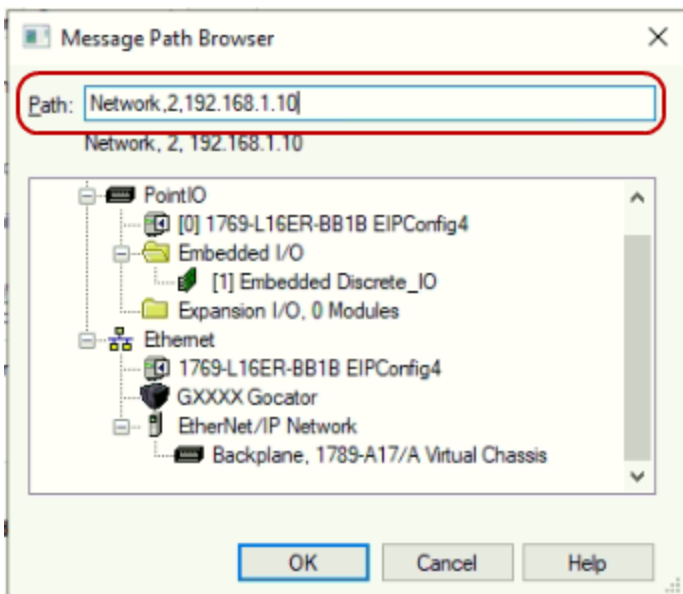 Message Path Browser
Path: Network,2,192.168.1.10
Network, 2, 192.168.1.10
PointIO
[0] 1769-L16ER-BB1B EIPConfig4
Embedded I/O
[1] Embedded Discrete_IO
Expansion I/O, 0 Modules
Ethernet
1769-L16ER-BB1B EIPConfig4
GXXXX Gocator
EtherNet/IP Network
Backplane, 1789-A17/A Virtual Chassis
OK Cancel Help